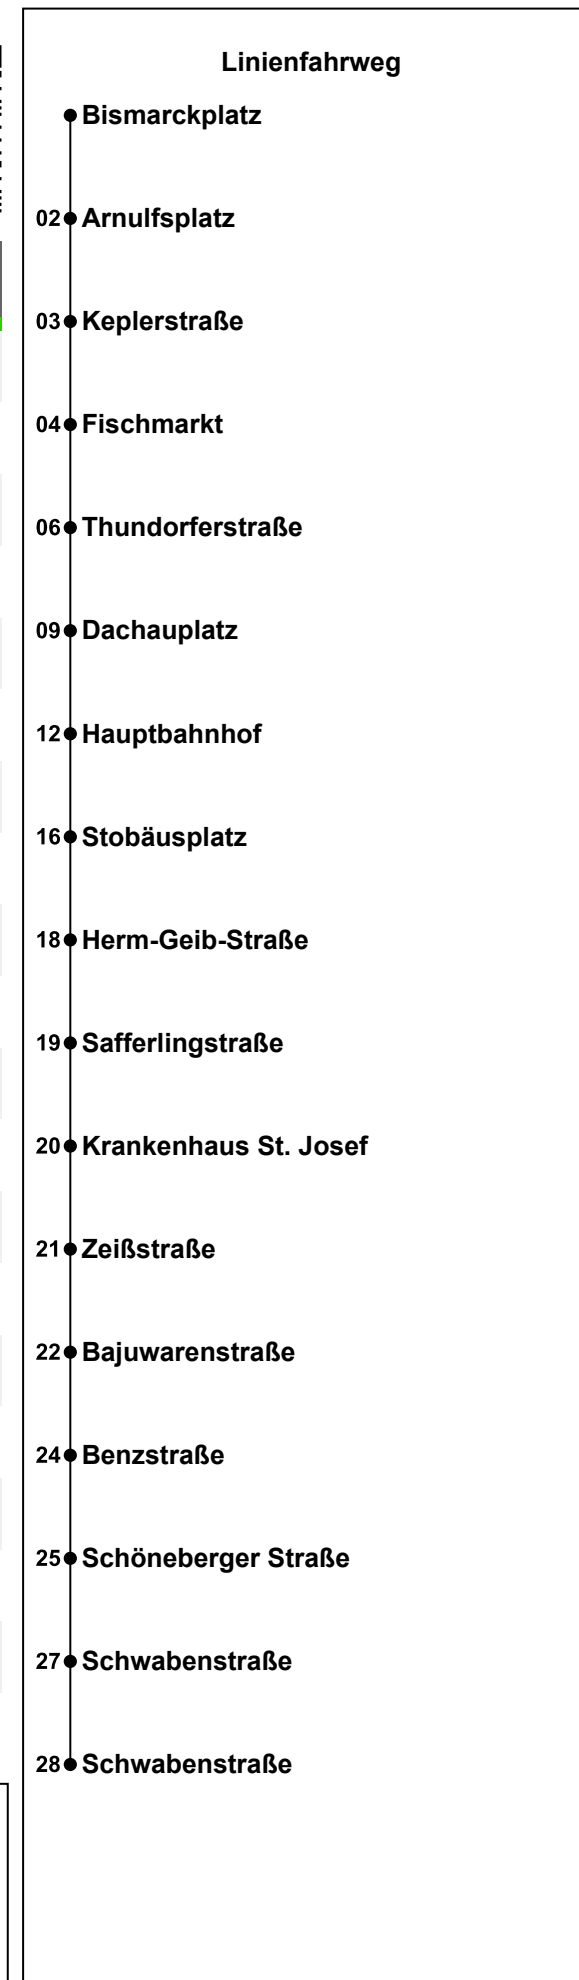 Linienfahrweg
Bismarckplatz
02 Arnulfsplatz
03 Keplerstraße
04 Fischmarkt
06 Thundorferstraße
09 Dachauplatz
12 Hauptbahnhof
16 Stobäusplatz
18 Herm-Geib-Straße
19 Safferlingstraße
20 Krankenhaus St. Josef
21 Zeißstraße
22 Bajuwarenstraße
24 Benzstraße
25 Schöneberger Straße
27 Schwabenstraße
28 Schwabenstraße